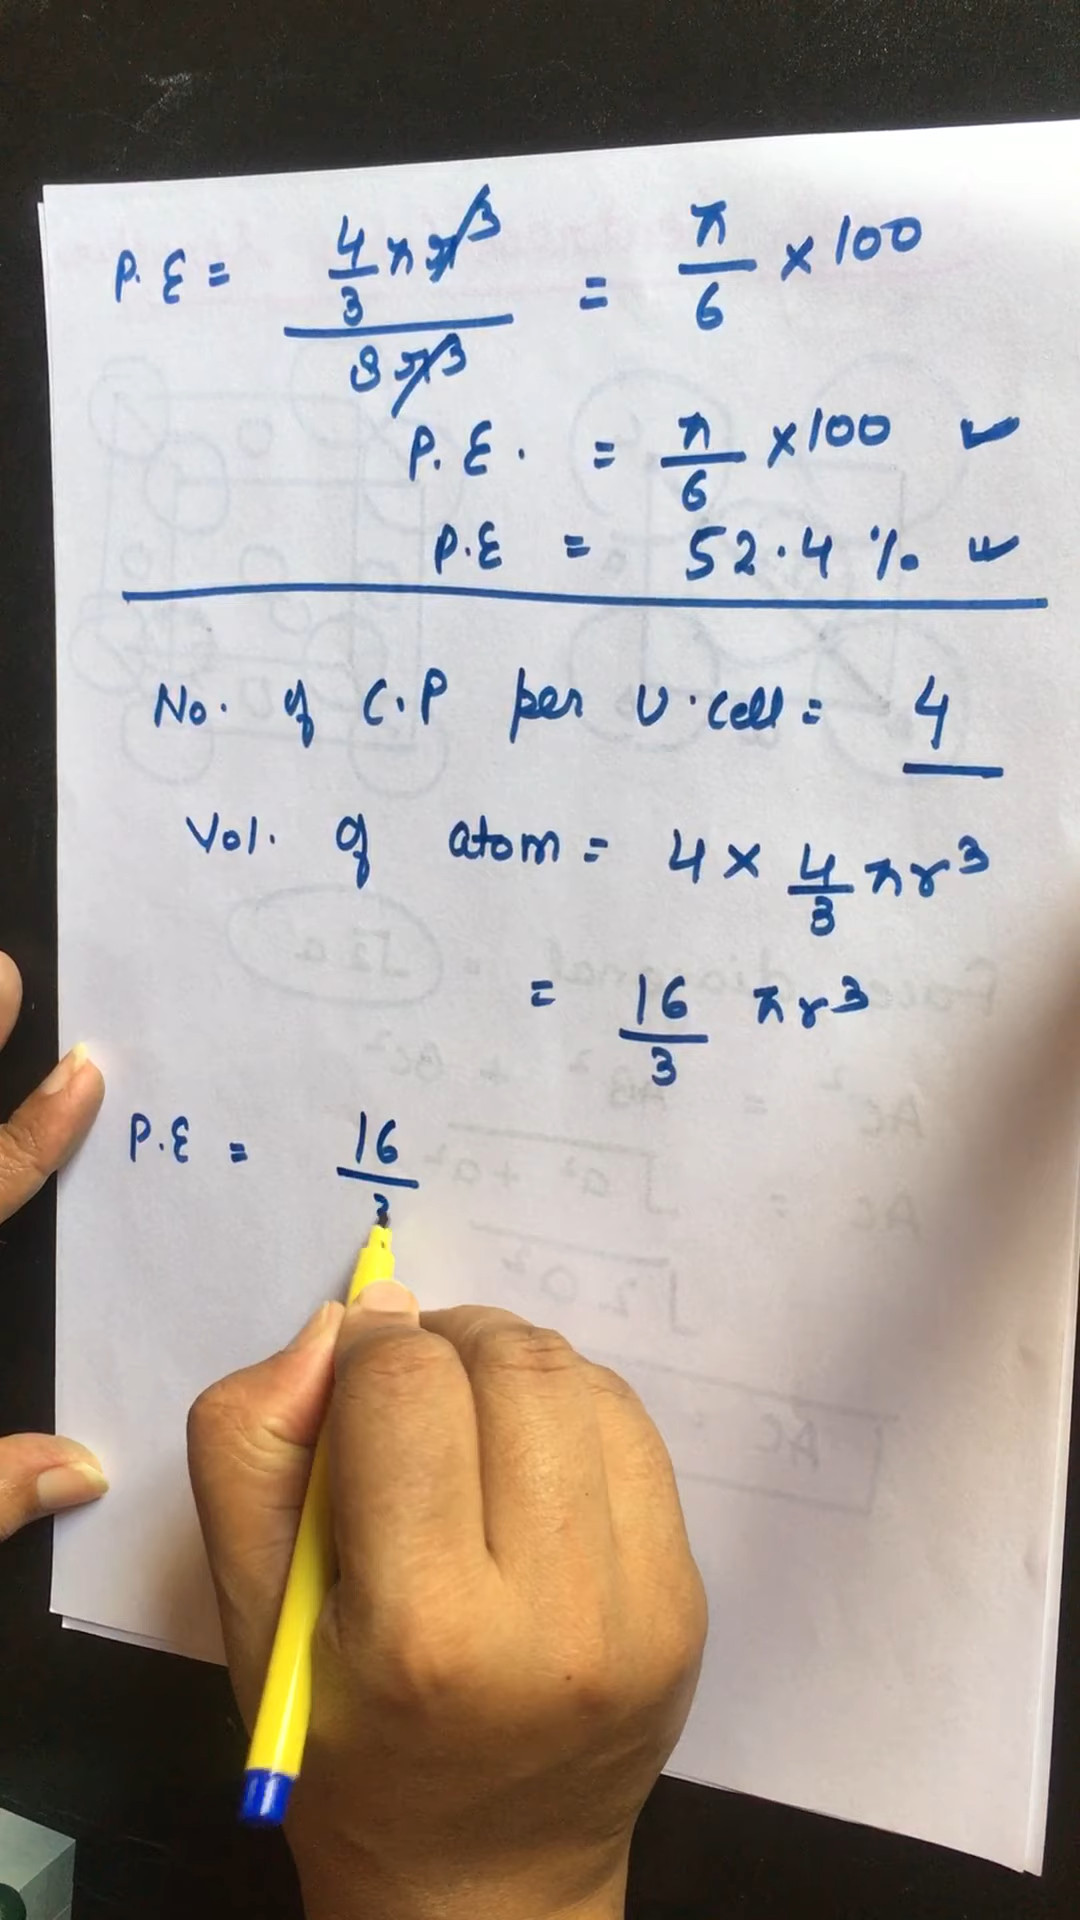 P.E = 4/3 πr³ / 8r³ = π/6 × 100
P.E. = π/6 × 100 ✓
P.E = 52.4 % ✓
No. of C.P per U.cell = 4
Vol. of atom = 4 × 4/3 πr³
= 16/3 πr³
P.E = 16/3